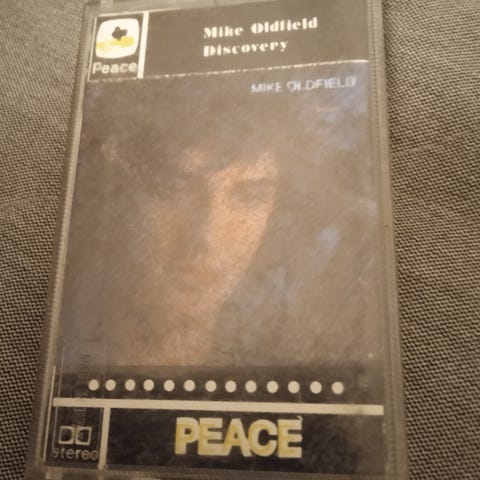 Peace
Mike Oldfield
Discovery
MIKE OLDFIELD
stereo
PEACE